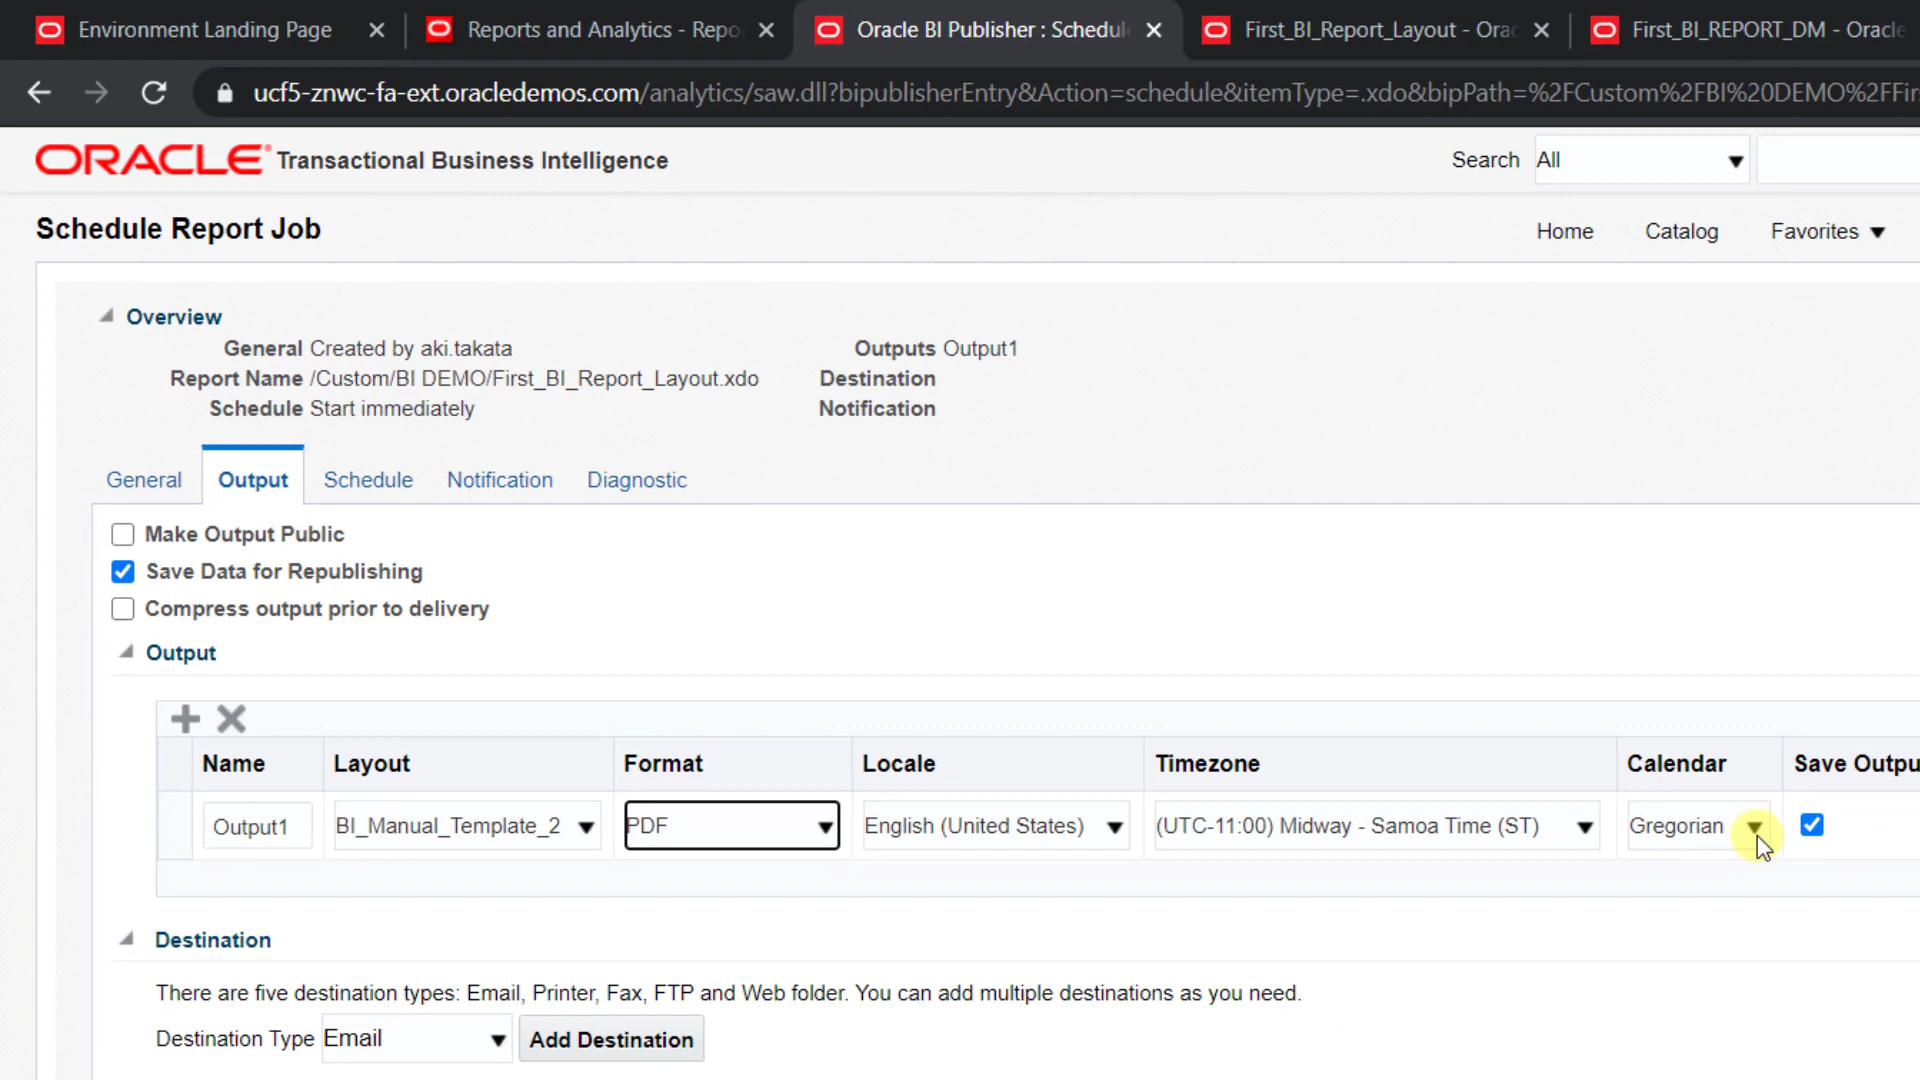 Environment Landing Page
Reports and Analytics - Repo
Oracle BI Publisher : Schedul
First_BI_Report_Layout - Orac
First_BI_REPORT_DM - Oracle
ucf5-znwc-fa-ext.oracledemos.com/analytics/saw.dll?bipublisherEntry&Action=schedule&itemType=.xdo&bipPath=%2FCustom%2FBI%20DEMO%2FFirs
ORACLE Transactional Business Intelligence
Search All
Schedule Report Job
Home Catalog Favorites
Overview
General Created by aki.takata
Outputs Output1
Report Name /Custom/BI DEMO/First_BI_Report_Layout.xdo
Destination
Schedule Start immediately
Notification
General Output Schedule Notification Diagnostic
Make Output Public
Save Data for Republishing
Compress output prior to delivery
Output
Name Layout Format Locale Timezone Calendar Save Outpu
Output1 BI_Manual_Template_2 PDF English (United States) (UTC-11:00) Midway - Samoa Time (ST) Gregorian
Destination
There are five destination types: Email, Printer, Fax, FTP and Web folder. You can add multiple destinations as you need.
Destination Type Email Add Destination